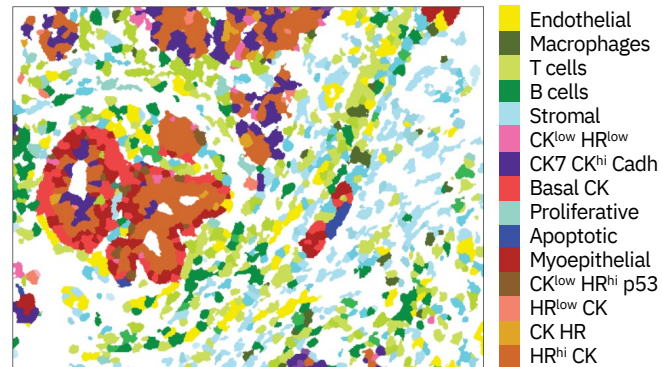 Endothelial
Macrophages
T cells
B cells
Stromal
CKlow HRlow
CK7 CKhi Cadh
Basal CK
Proliferative
Apoptotic
Myoepithelial
CKlow HRhi p53
HRlow CK
CK HR
HRhi CK